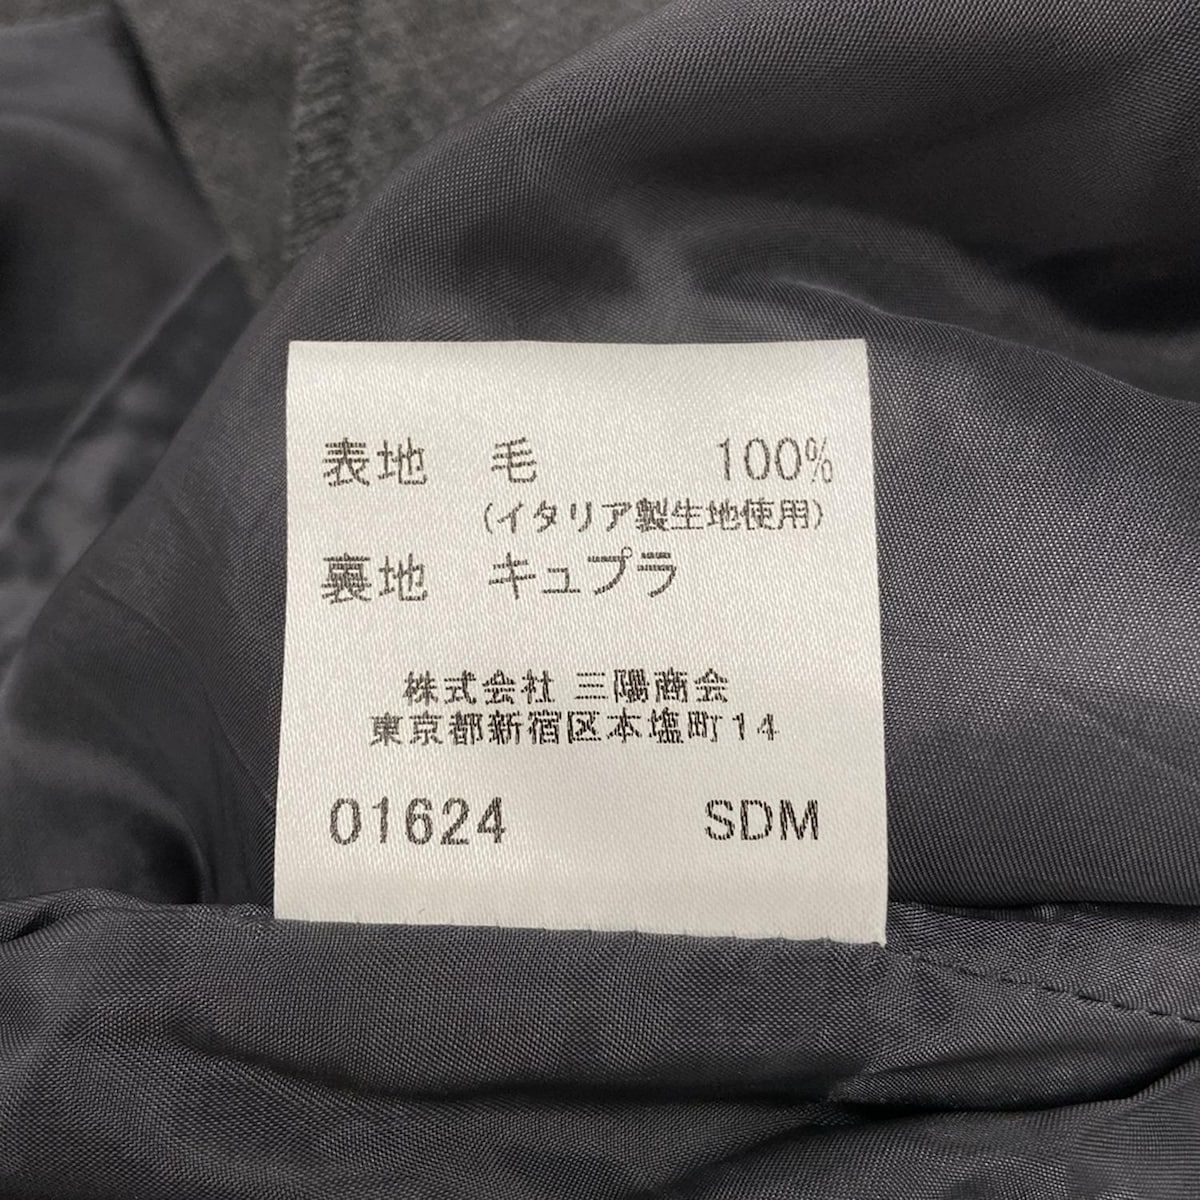 表地 毛 100%
(イタリア製生地使用)
裏地 キュプラ
株式会社 三陽商会
東京都新宿区本塩町14
01624 SDM